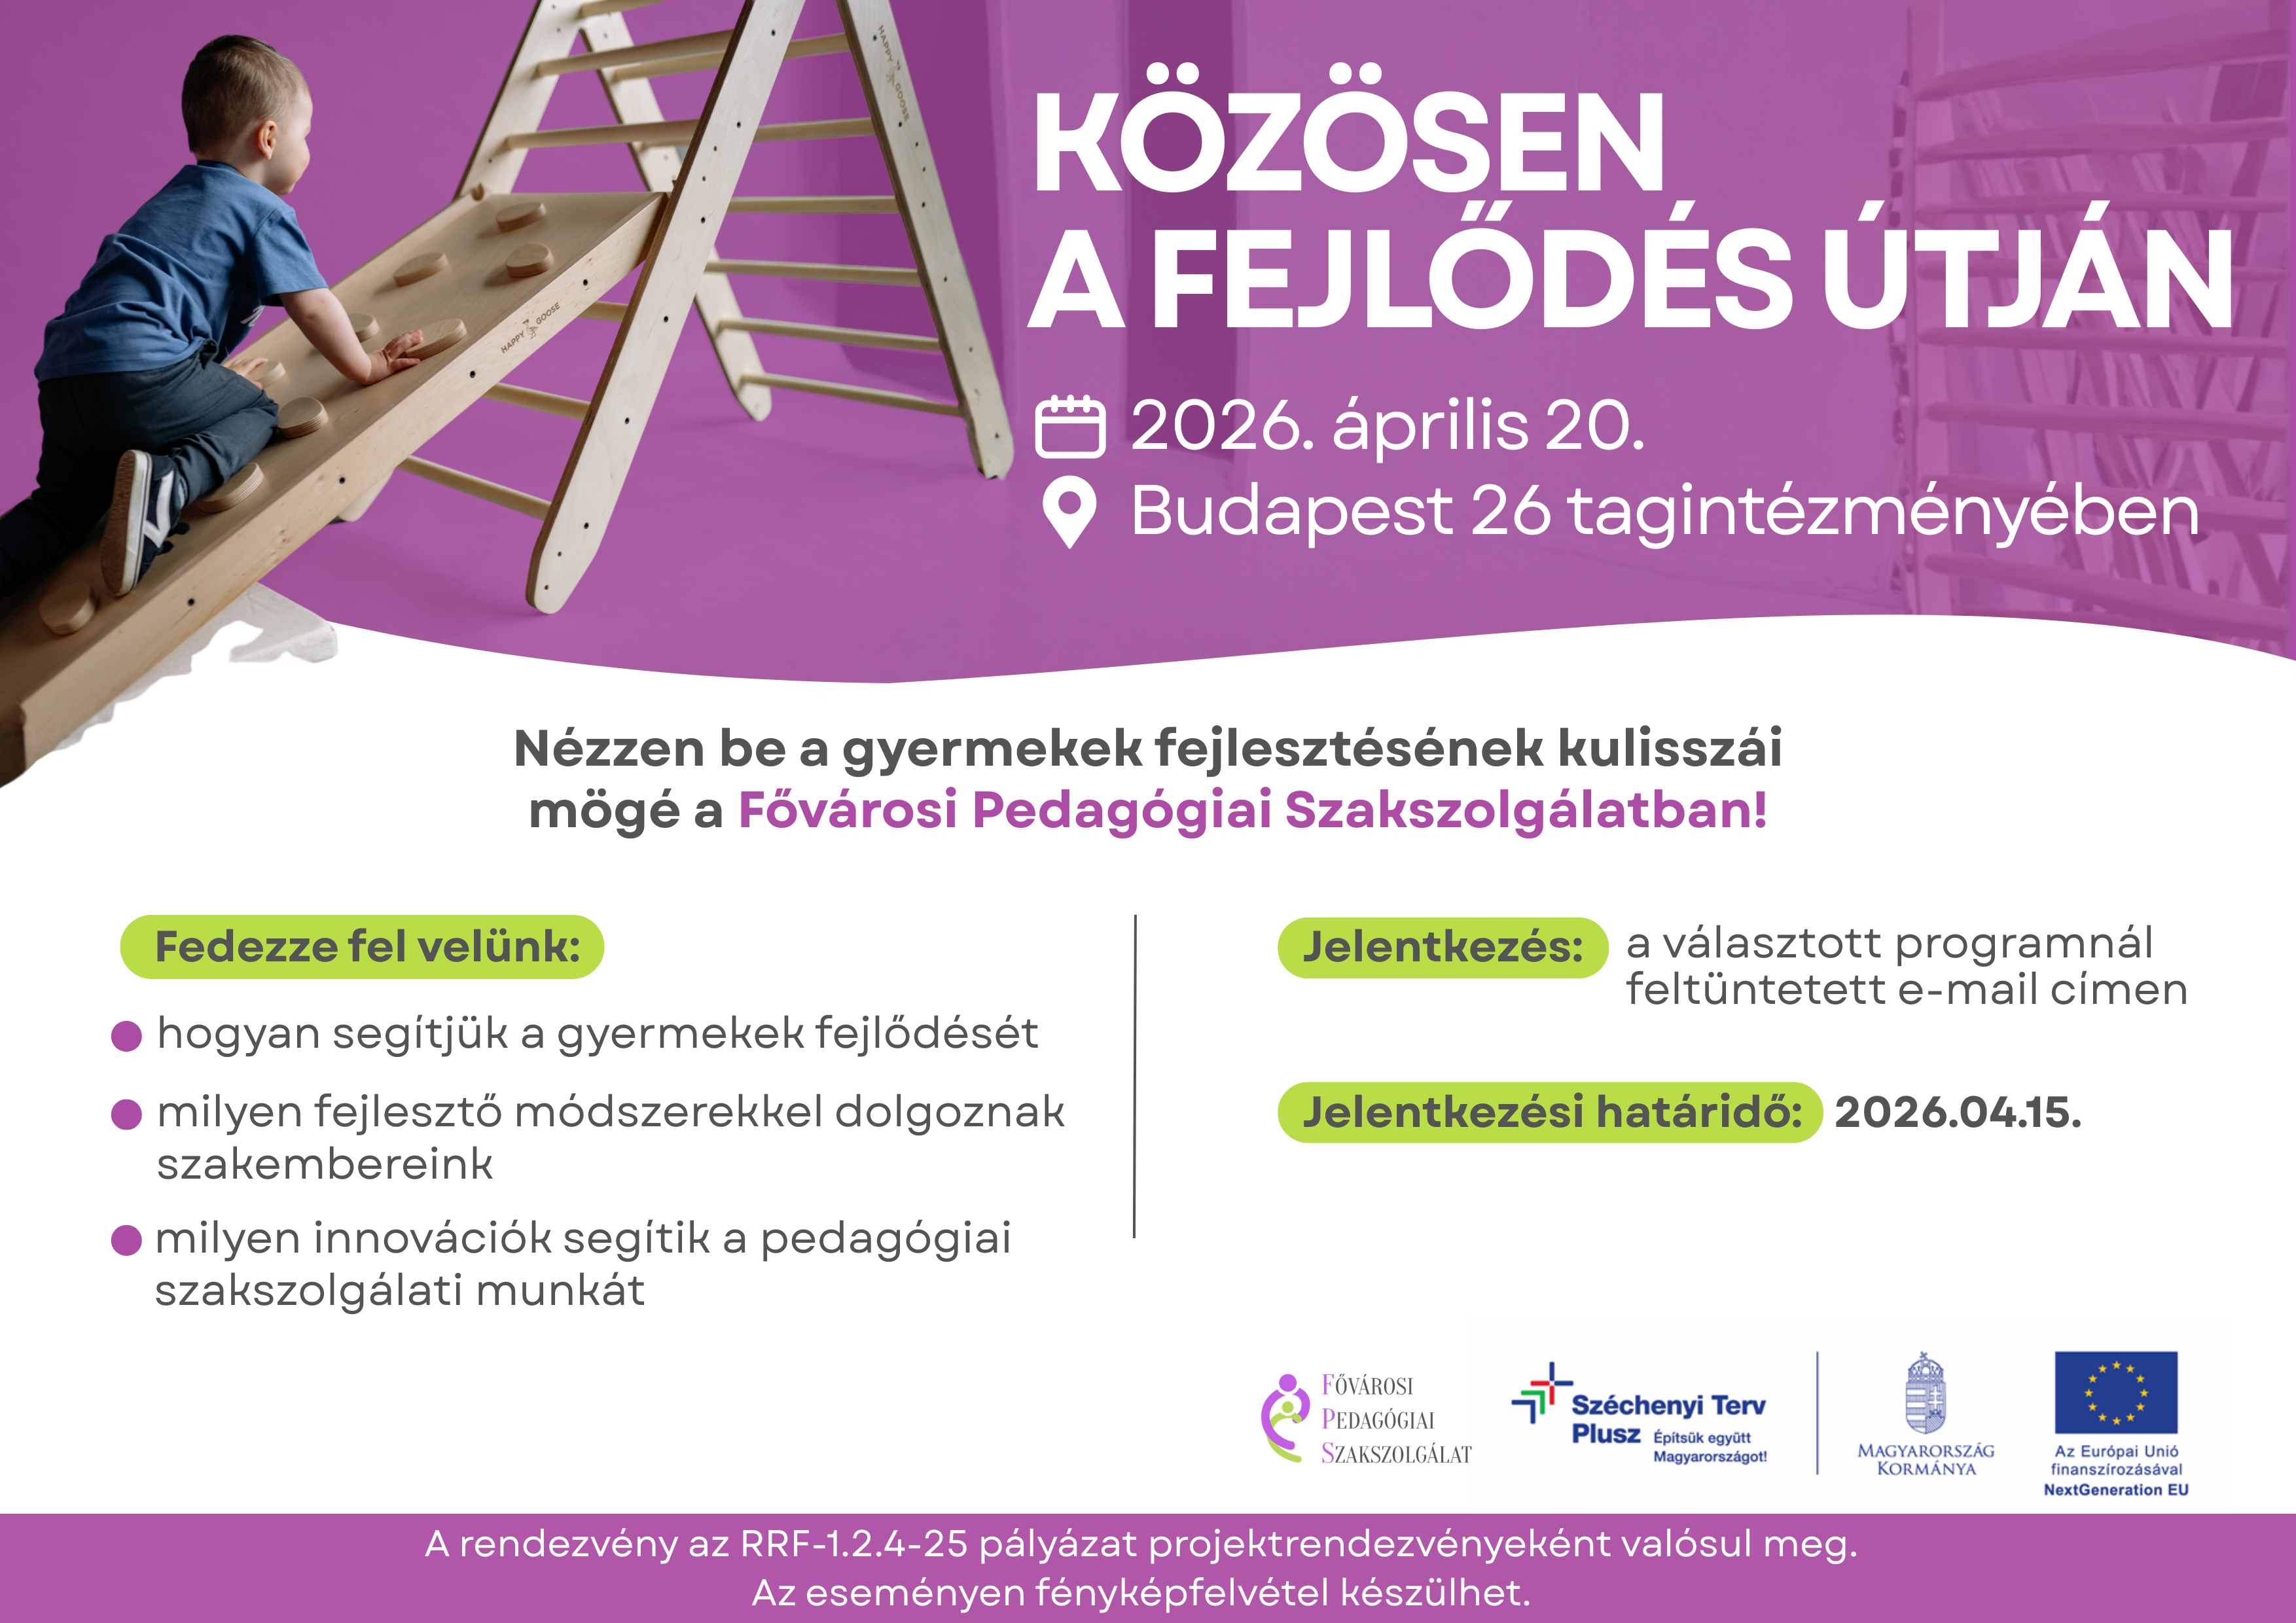 HAPPY GOOSE
HAPPY GOOSE
KÖZÖSEN
A FEJLŐDÉS ÚTJÁN
2026. április 20.
Budapest 26 tagintézményében
Nézzen be a gyermekek fejlesztésének kulisszái
mögé a Fővárosi Pedagógiai Szakszolgálatban!
Fedezze fel velünk:
hogyan segítjük a gyermekek fejlődését
milyen fejlesztő módszerekkel dolgoznak
szakembereink
milyen innovációk segítik a pedagógiai
szakszolgálati munkát
Jelentkezés: a választott programnál
feltüntetett e-mail címen
Jelentkezési határidő: 2026.04.15.
FŐVÁROSI
PEDAGÓGIAI
SZAKSZOLGÁLAT
Széchenyi Terv
Plusz Építsük együtt
Magyarországot!
MAGYARORSZÁG
KORMÁNYA
Az Európai Unió
finanszírozásával
NextGeneration EU
A rendezvény az RRF-1.2.4-25 pályázat projektrendezvényeként valósul meg.
Az eseményen fényképfelvétel készülhet.